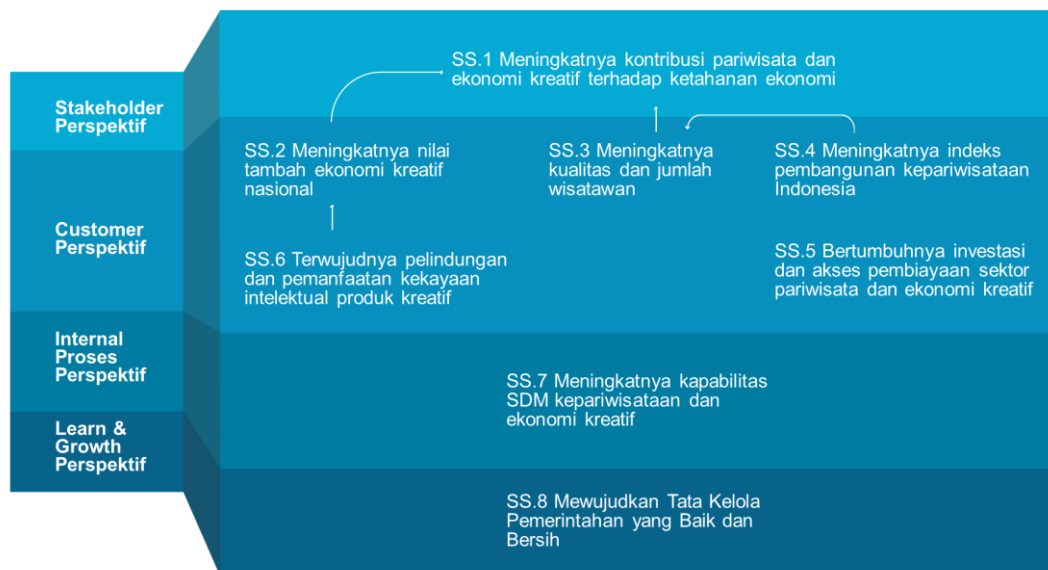 Stakeholder
Perspektif
SS.1 Meningkatnya kontribusi pariwisata dan
ekonomi kreatif terhadap ketahanan ekonomi
Customer
Perspektif
SS.2 Meningkatnya nilai
tambah ekonomi kreatif
nasional
SS.3 Meningkatnya
kualitas dan jumlah
wisatawan
SS.4 Meningkatnya indeks
pembangunan kepariwisataan
Indonesia
SS.6 Terwujudnya pelindungan
dan pemanfaatan kekayaan
intelektual produk kreatif
SS.5 Bertumbuhnya investasi
dan akses pembiayaan sektor
pariwisata dan ekonomi kreatif
Internal
Proses
Perspektif
SS.7 Meningkatnya kapabilitas
SDM kepariwisataan dan
ekonomi kreatif
Learn &
Growth
Perspektif
SS.8 Mewujudkan Tata Kelola
Pemerintahan yang Baik dan
Bersih